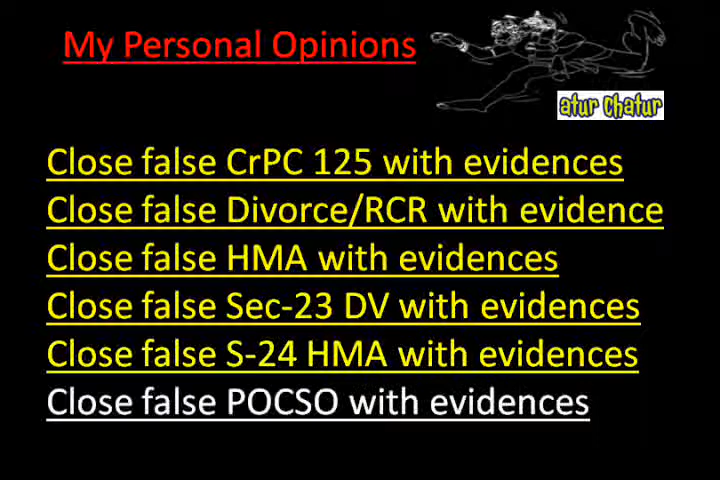 My Personal Opinions
atur chatur
Close false CrPC 125 with evidences
Close false Divorce/RCR with evidence
Close false HMA with evidences
Close false Sec-23 DV with evidences
Close false S-24 HMA with evidences
Close false POCSO with evidences